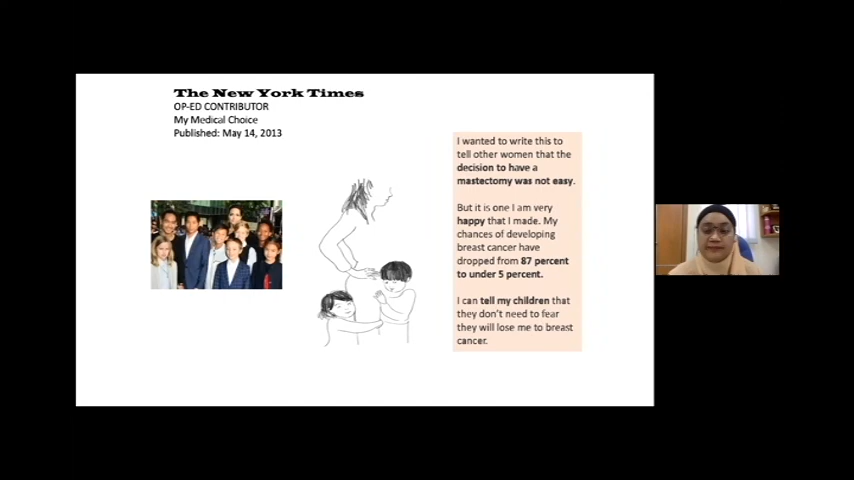 The New York Times
OP-ED CONTRIBUTOR
My Medical Choice
Published: May 14, 2013
I wanted to write this to
tell other women that the
decision to have a
mastectomy was not easy.
But it is one I am very
happy that I made. My
chances of developing
breast cancer have
dropped from 87 percent
to under 5 percent.
I can tell my children that
they don't need to fear
they will lose me to breast
cancer.